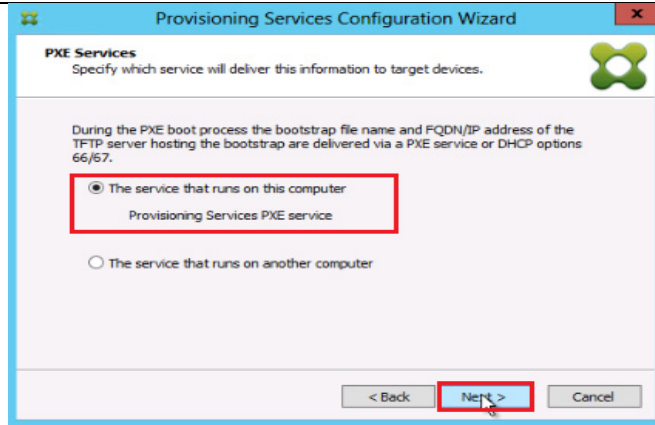 Provisioning Services Configuration Wizard
x
PXE Services
Specify which service will deliver this information to target devices.
During the PXE boot process the bootstrap file name and FQDN/IP address of the
TFTP server hosting the bootstrap are delivered via a PXE service or DHCP options
66/67.
The service that runs on this computer
Provisioning Services PXE service
The service that runs on another computer
< Back Next > Cancel